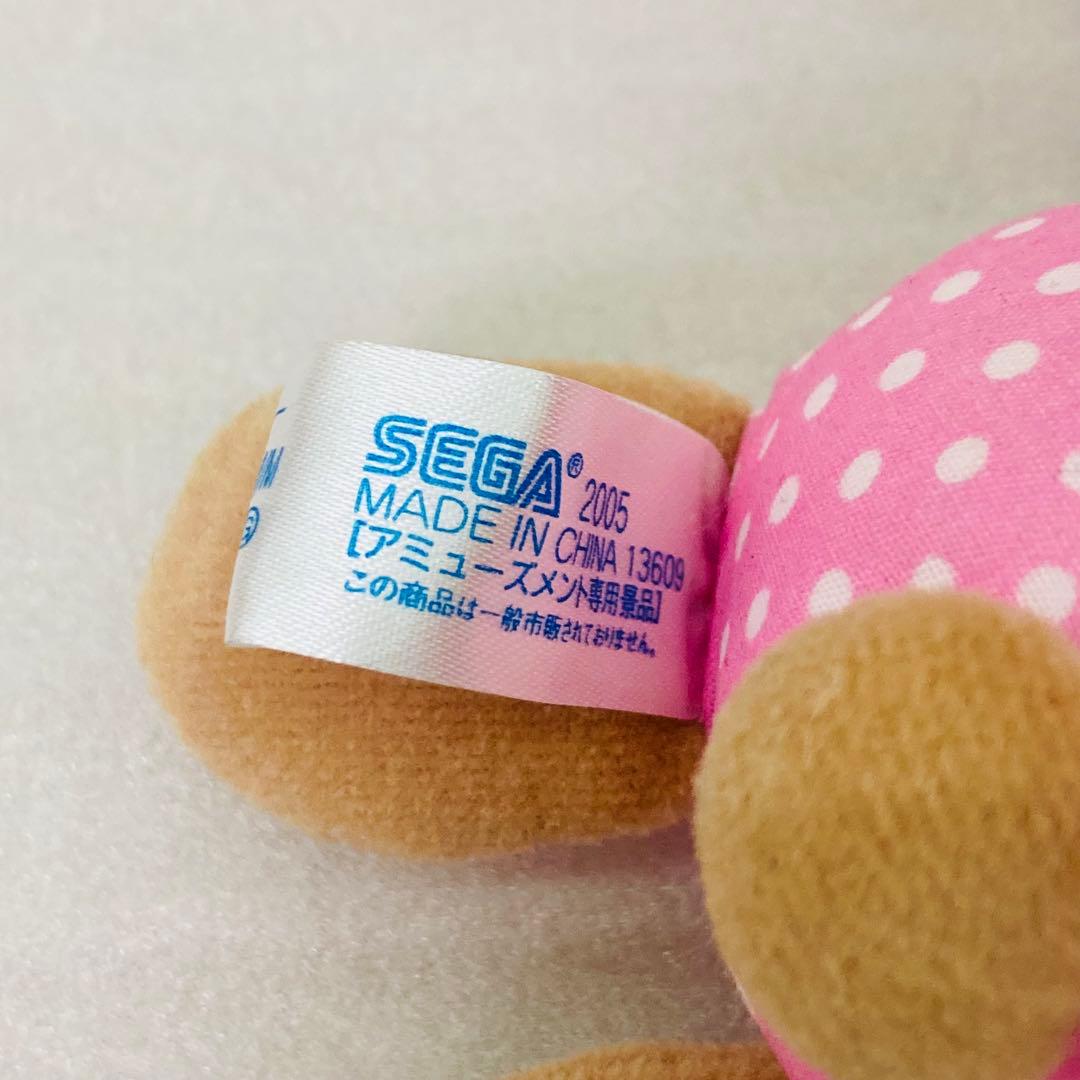 SEGA® 2005
MADE IN CHINA 13609
【アミューズメント専用景品】
この商品は一般市販されておりません。